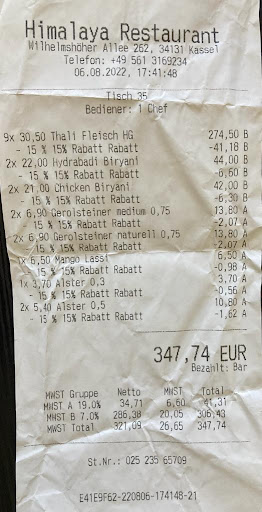 Himalaya Restaurant
Wilhelmshöher Allee 262, 34131 Kassel
Telefon: +49 561 3169234
06.08.2022, 17:41:48
Tisch 35
Bediener: 1 Chef
9x 30,50 Thali Fleisch HG 274,50 B
- 15 % 15% Rabatt Rabatt -41,18 B
2x 22,00 Hydrabadi Biryani 44,00 B
- 15 % 15% Rabatt Rabatt -6,60 B
2x 21,00 Chicken Biryani 42,00 B
- 15 % 15% Rabatt Rabatt -6,30 B
2x 6,90 Gerolsteiner medium 0,75 13,80 A
- 15 % 15% Rabatt Rabatt -2,07 A
2x 6,90 Gerolsteiner naturell 0,75 13,80 A
- 15 % 15% Rabatt Rabatt -2,07 A
1x 6,50 Mango Lassi 6,50 A
- 15 % 15% Rabatt Rabatt -0,98 A
1x 3,70 Alster 0,3 3,70 A
- 15 % 15% Rabatt Rabatt -0,56 A
2x 5,40 Alster 0,5 10,80 A
- 15 % 15% Rabatt Rabatt -1,62 A
347,74 EUR
Bezahlt: Bar
MWST Gruppe Netto MWST Total
MWST A 19.0% 34,71 6,60 41,31
MWST B 7.0% 286,38 20,05 306,43
MWST Total 321,09 26,65 347,74
St.Nr.: 025 235 65709
E41E9F62-220806-174148-21